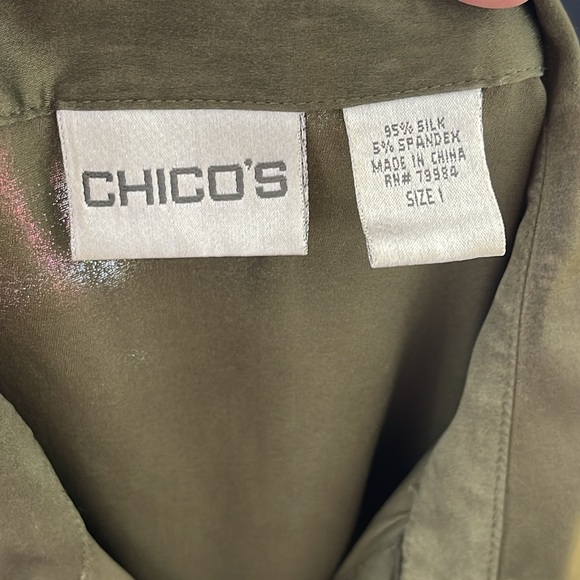 CHICO'S
95% SILK
5% SPANDEX
MADE IN CHINA
RN# 79984
SIZE 1